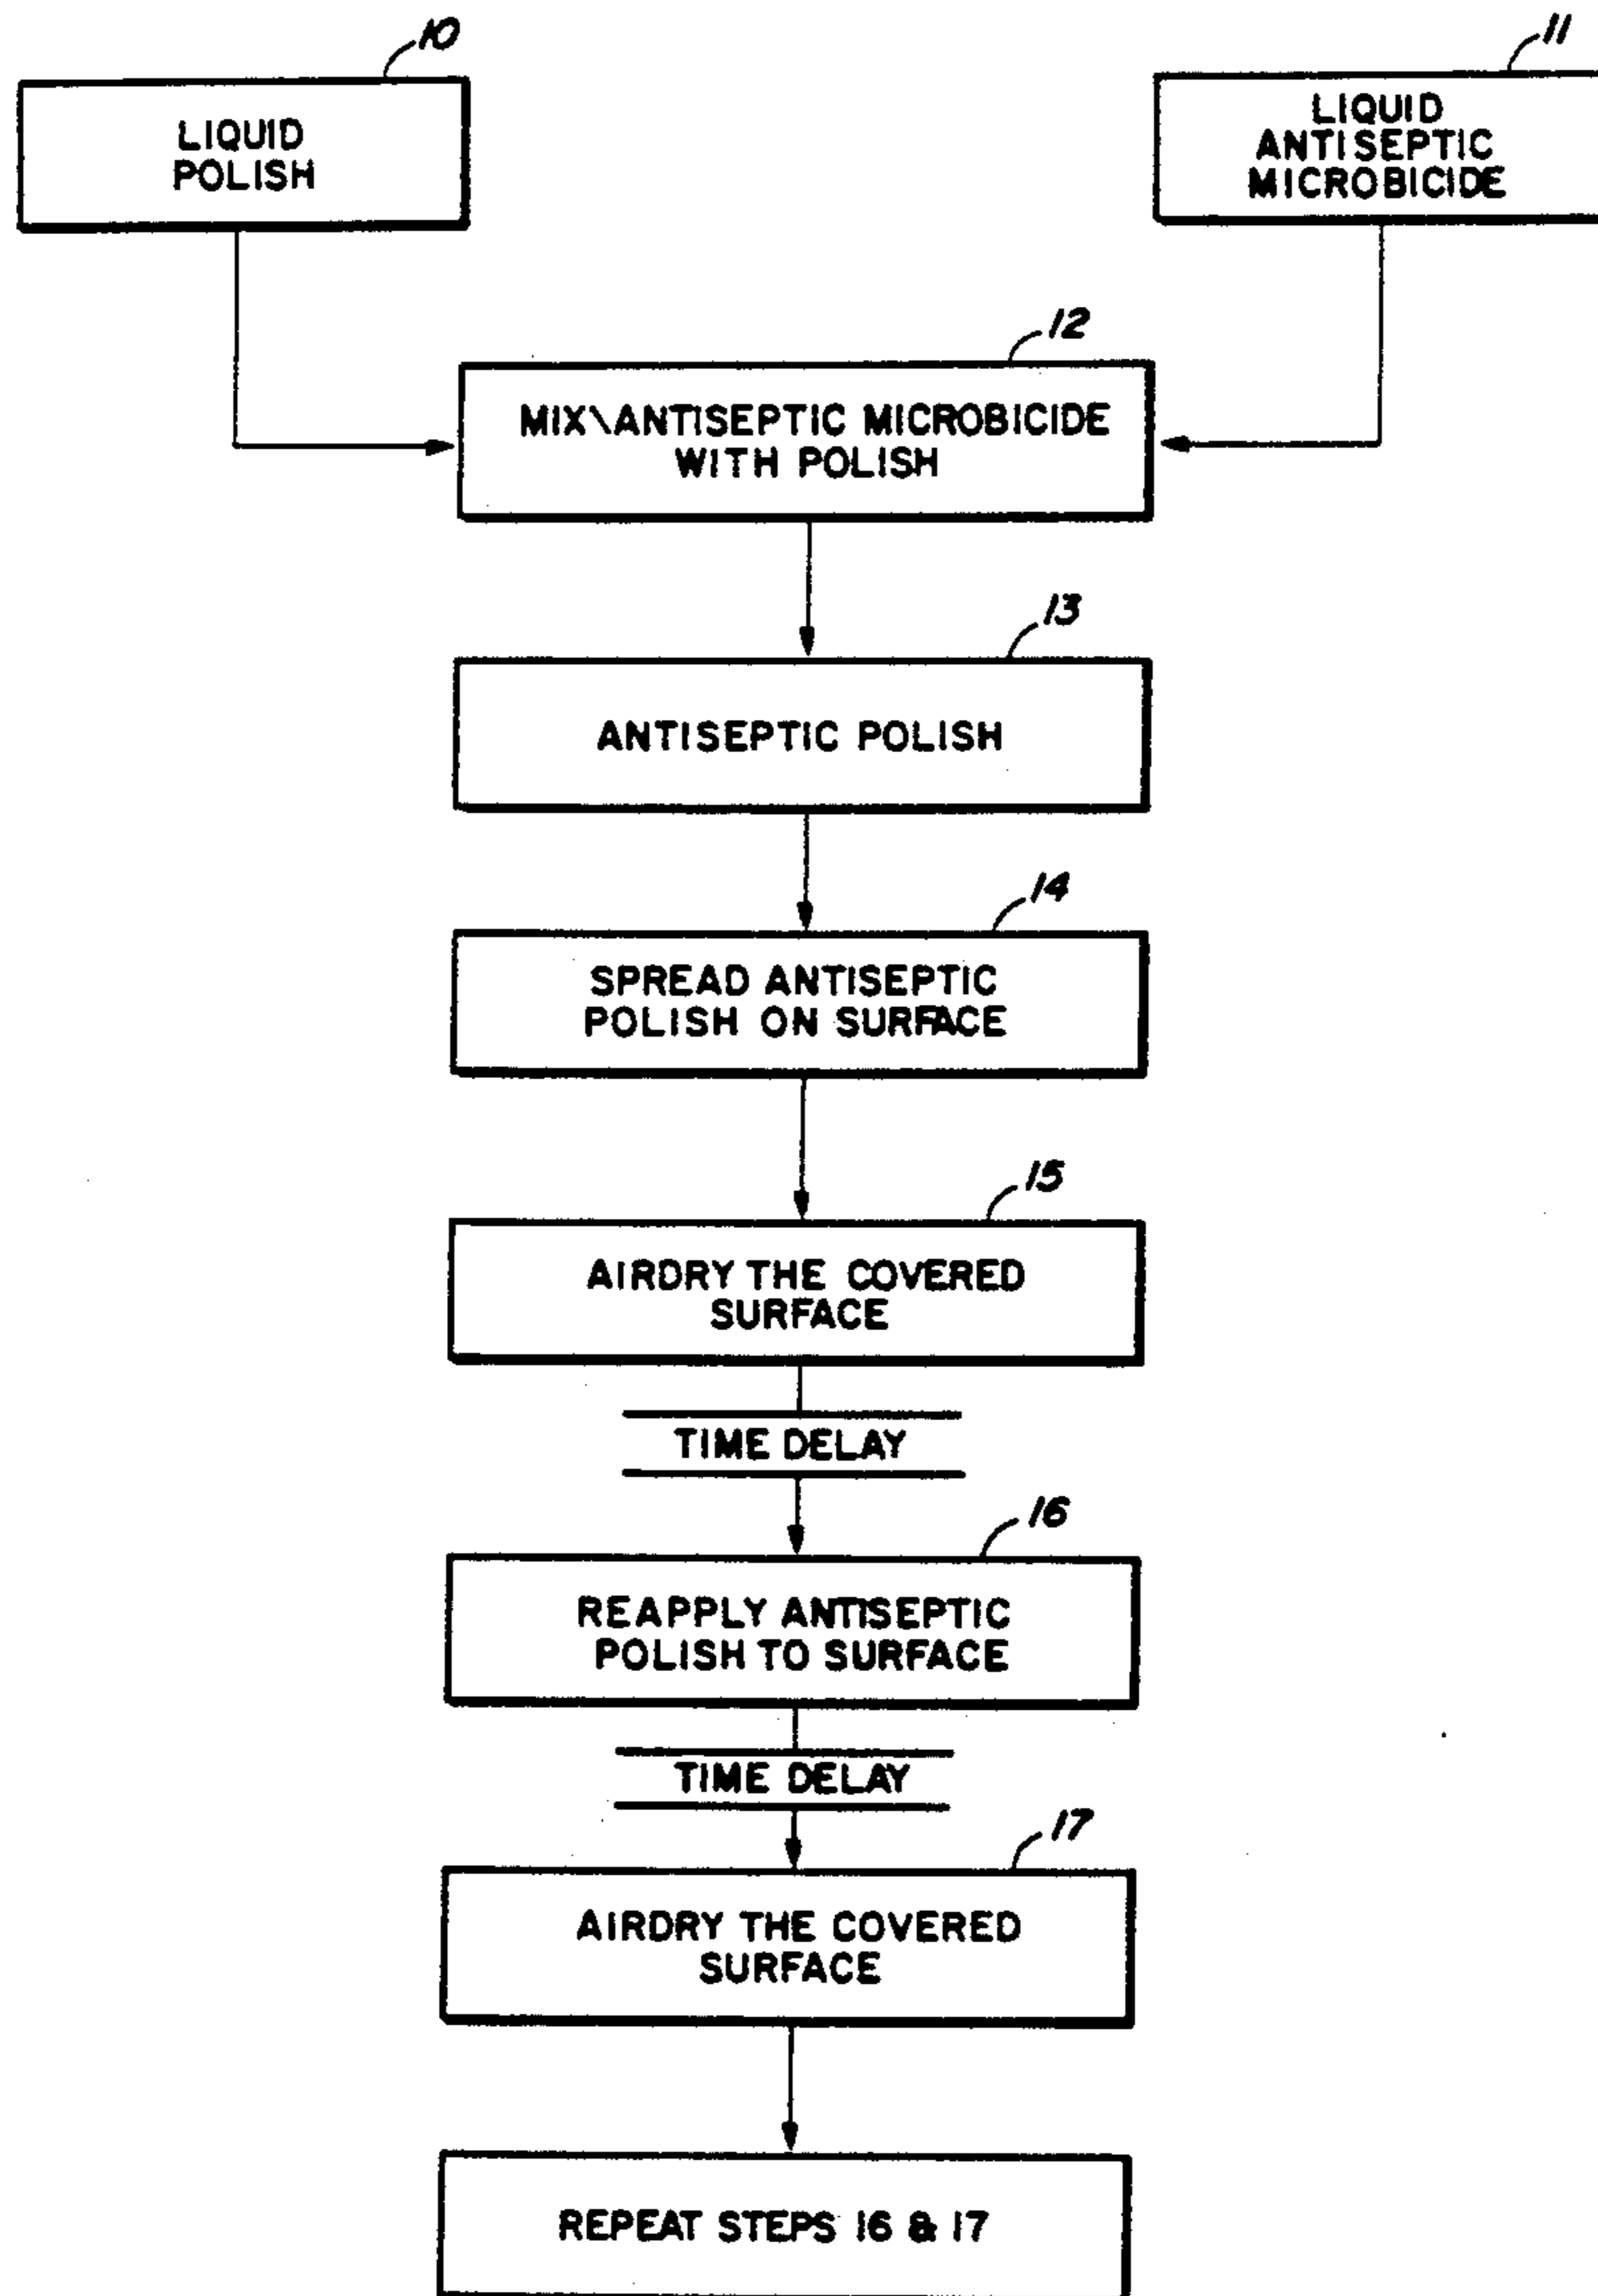 10
LIQUID
POLISH
11
LIQUID
ANTISEPTIC
MICROBICIDE
12
MIX\ANTISEPTIC MICROBICIDE
WITH POLISH
13
ANTISEPTIC POLISH
14
SPREAD ANTISEPTIC
POLISH ON SURFACE
15
AIRDRY THE COVERED
SURFACE
TIME DELAY
16
REAPPLY ANTISEPTIC
POLISH TO SURFACE
TIME DELAY
17
AIRDRY THE COVERED
SURFACE
REPEAT STEPS 16 & 17